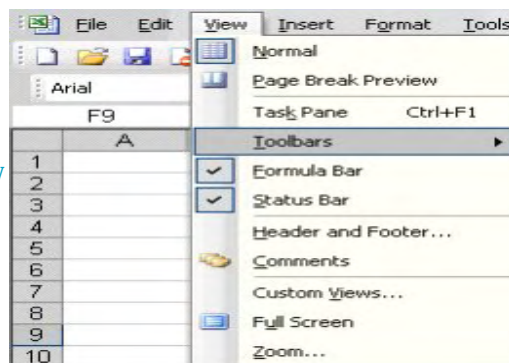 File Edit View Insert Format Tools
Normal
Arial
Page Break Preview
F9
Task Pane Ctrl+F1
A
Toolbars
1
Formula Bar
2
3
Status Bar
4
Header and Footer...
5
6
Comments
7
Custom Views...
8
Full Screen
9
10
Zoom...